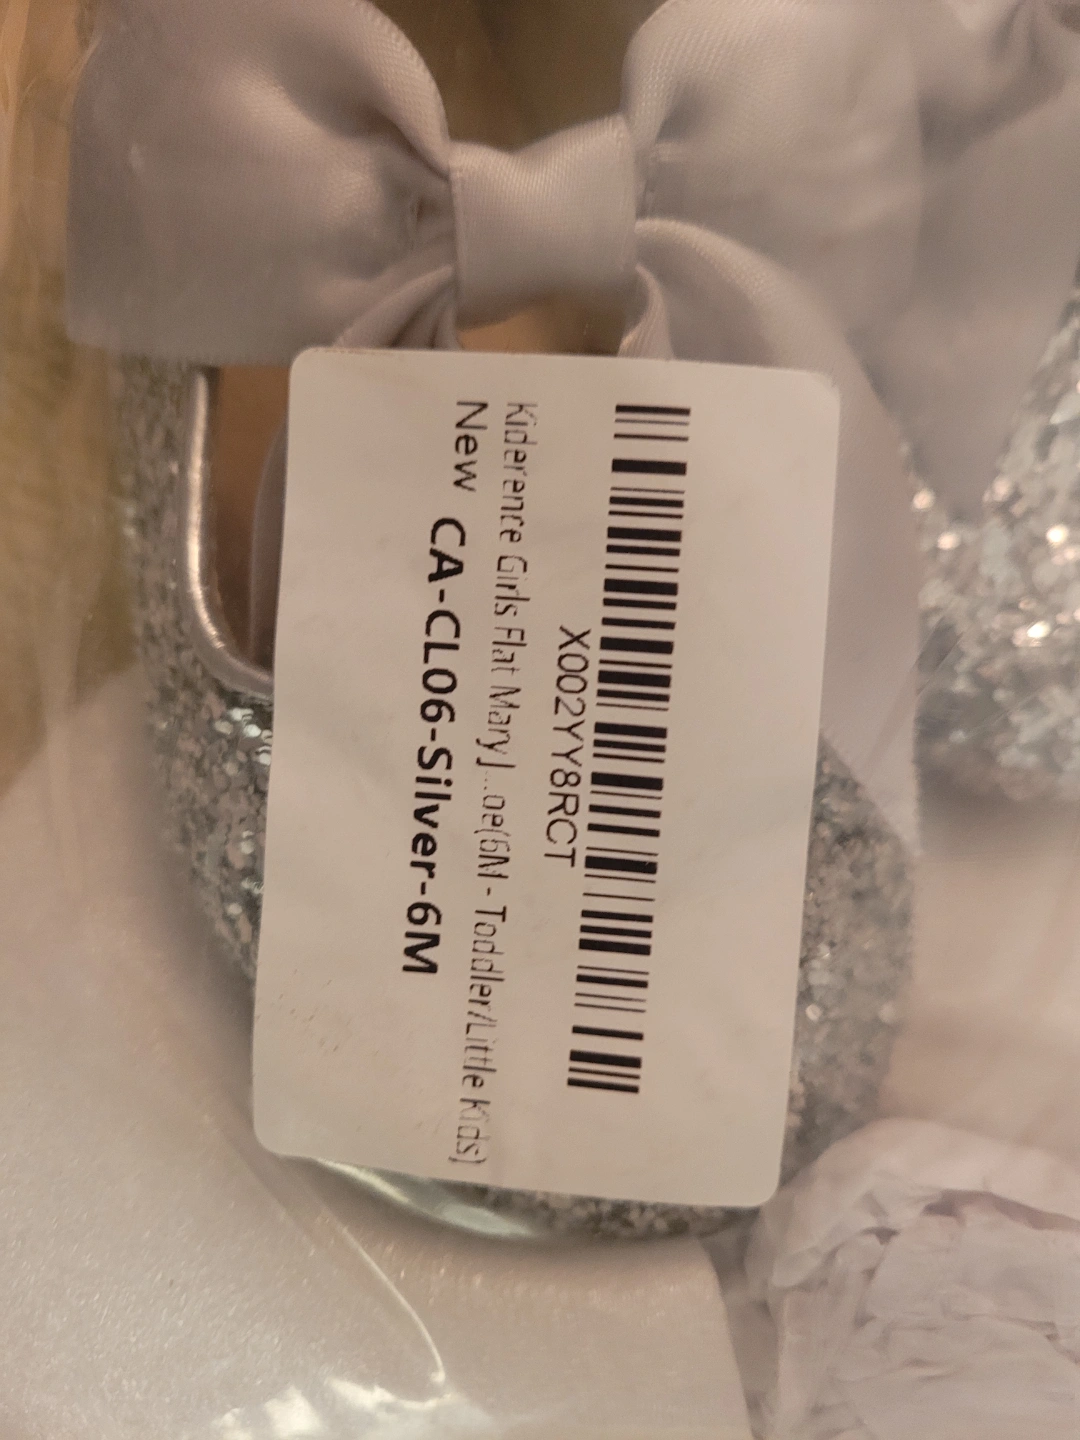 X002YY8RCT
Kiderence Girls Flat Mary J...oe(6M - Toddler/Little Kids)
New CA-CL06-Silver-6M